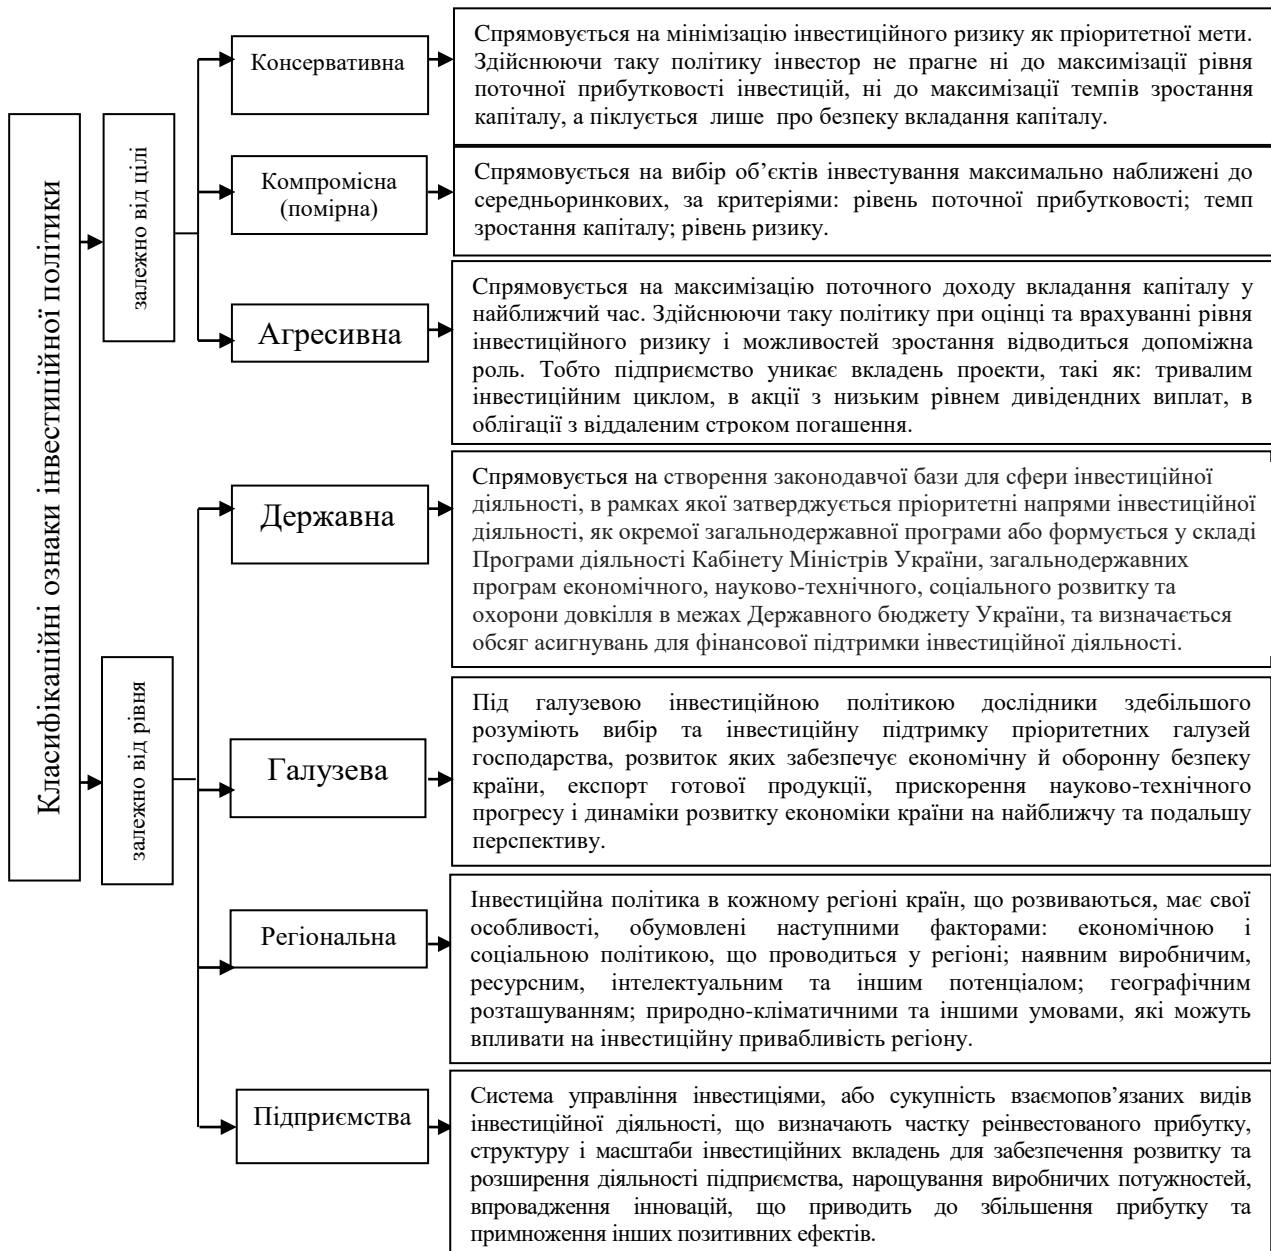 Класифікаційні ознаки інвестиційної політики
залежно від цілі
Консервативна
Спрямовується на мінімізацію інвестиційного ризику як пріоритетної мети.
Здійснюючи таку політику інвестор не прагне ні до максимізації рівня
поточної прибутковості інвестицій, ні до максимізації темпів зростання
капіталу, а піклується лише про безпеку вкладання капіталу.
Компромісна
(помірна)
Спрямовується на вибір об’єктів інвестування максимально наближені до
середньоринкових, за критеріями: рівень поточної прибутковості; темп
зростання капіталу; рівень ризику.
Агресивна
Спрямовується на максимізацію поточного доходу вкладання капіталу у
найближчий час. Здійснюючи таку політику при оцінці та врахуванні рівня
інвестиційного ризику і можливостей зростання відводиться допоміжна
роль. Тобто підприємство уникає вкладень проекти, такі як: тривалим
інвестиційним циклом, в акції з низьким рівнем дивідендних виплат, в
облігації з віддаленим строком погашення.
залежно від рівня
Державна
Спрямовується на створення законодавчої бази для сфери інвестиційної
діяльності, в рамках якої затверджується пріоритетні напрями інвестиційної
діяльності, як окремої загальнодержавної програми або формується у складі
Програми діяльності Кабінету Міністрів України, загальнодержавних
програм економічного, науково-технічного, соціального розвитку та
охорони довкілля в межах Державного бюджету України, та визначається
обсяг асигнувань для фінансової підтримки інвестиційної діяльності.
Галузева
Під галузевою інвестиційною політикою дослідники здебільшого
розуміють вибір та інвестиційну підтримку пріоритетних галузей
господарства, розвиток яких забезпечує економічну й оборонну безпеку
країни, експорт готової продукції, прискорення науково-технічного
прогресу і динаміки розвитку економіки країни на найближчу та подальшу
перспективу.
Регіональна
Інвестиційна політика в кожному регіоні країн, що розвиваються, має свої
особливості, обумовлені наступними факторами: економічною і
соціальною політикою, що проводиться у регіоні; наявним виробничим,
ресурсним, інтелектуальним та іншим потенціалом; географічним
розташуванням; природно-кліматичними та іншими умовами, які можуть
впливати на інвестиційну привабливість регіону.
Підприємства
Система управління інвестиціями, або сукупність взаємопов’язаних видів
інвестиційної діяльності, що визначають частку реінвестованого прибутку,
структуру і масштаби інвестиційних вкладень для забезпечення розвитку та
розширення діяльності підприємства, нарощування виробничих потужностей,
впровадження інновацій, що приводить до збільшення прибутку та
примноження інших позитивних ефектів.